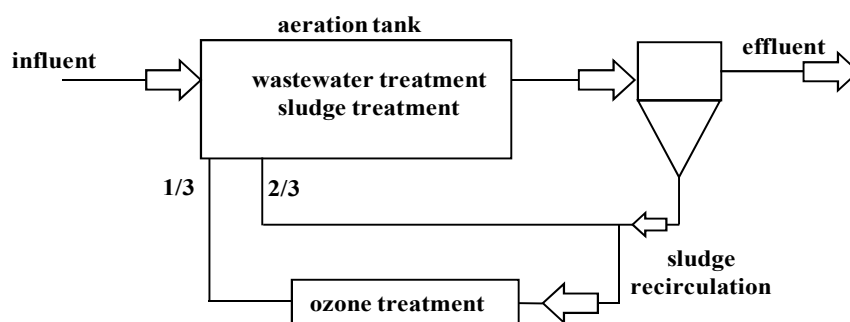 aeration tank
influent
effluent
wastewater treatment
sludge treatment
1/3
2/3
sludge
recirculation
ozone treatment